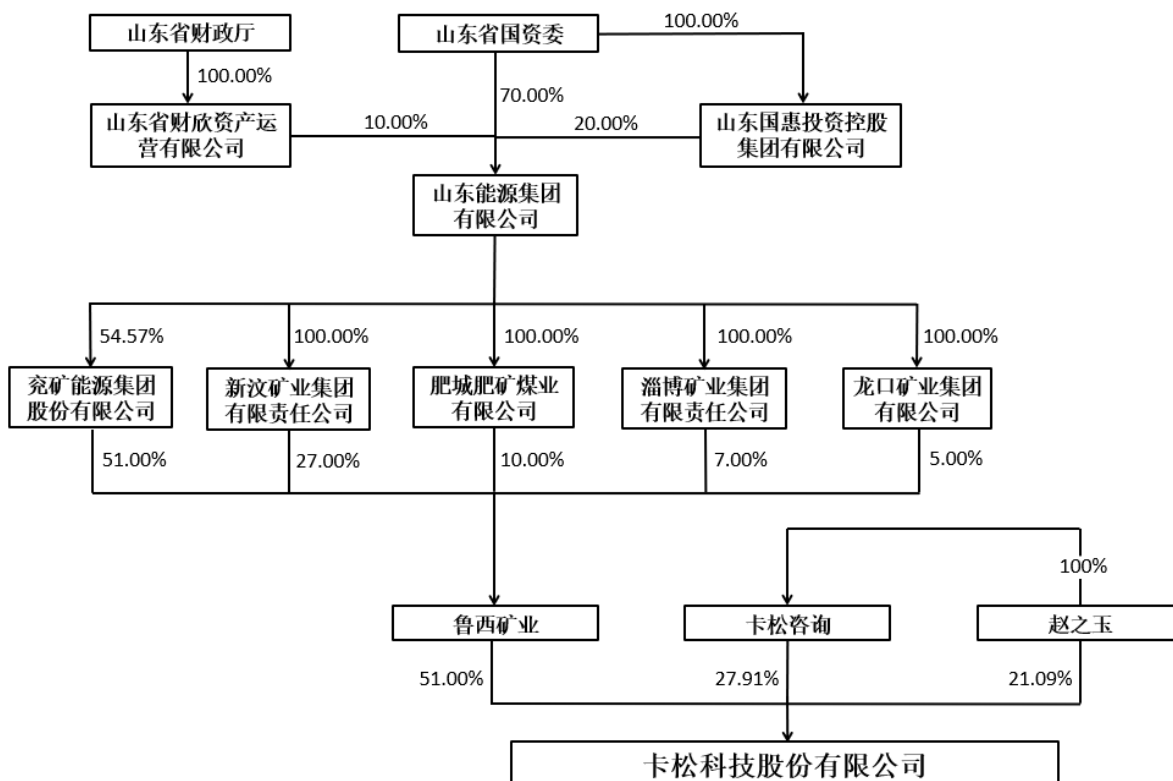 山东省财政厅
山东省国资委
100.00%
100.00%
70.00%
山东省财欣资产运
营有限公司
10.00%
20.00%
山东国惠投资控股
集团有限公司
山东能源集团
有限公司
54.57%
100.00%
100.00%
100.00%
100.00%
兖矿能源集团
股份有限公司
新汶矿业集团
有限责任公司
肥城肥矿煤业
有限公司
淄博矿业集团
有限责任公司
龙口矿业集团
有限公司
51.00%
27.00%
10.00%
7.00%
5.00%
100%
鲁西矿业
卡松咨询
赵之玉
51.00%
27.91%
21.09%
卡松科技股份有限公司